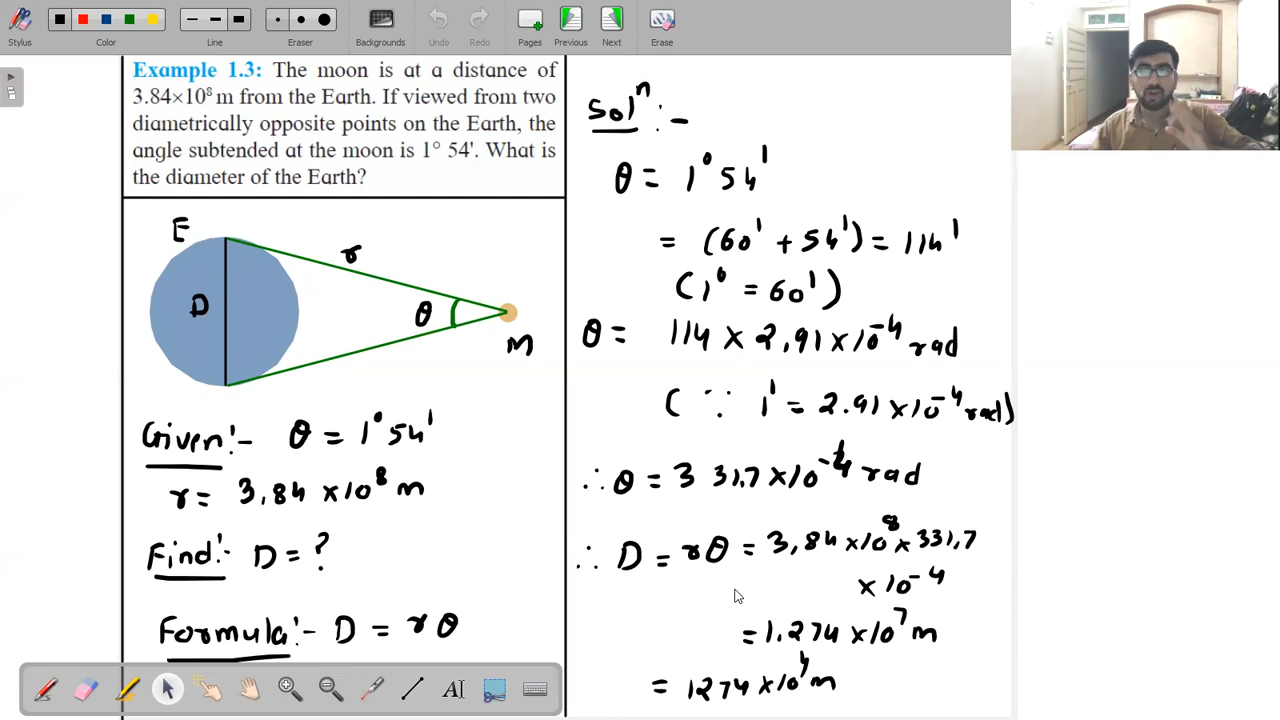 Stylus
Color
Line
Eraser
Backgrounds
Undo
Redo
Pages
Previous
Next
Erase
Example 1.3: The moon is at a distance of
3.84×10⁸ m from the Earth. If viewed from two
diametrically opposite points on the Earth, the
angle subtended at the moon is 1° 54'. What is
the diameter of the Earth?
E
r
D
θ
M
Given:- θ = 1° 54'
r = 3.84 × 10⁸ m
Find:- D = ?
Formula:- D = rθ
Solⁿ:-
θ = 1° 54'
= (60' + 54') = 114'
(1° = 60')
θ = 114 × 2.91 × 10⁻⁴ rad
(∵ 1' = 2.91 × 10⁻⁴ rad)
∴ θ = 331.7 × 10⁻⁴ rad
∴ D = rθ = 3.84 × 10⁸ × 331.7
× 10⁻⁴
= 1.274 × 10⁷ m
= 1274 × 10⁴ m